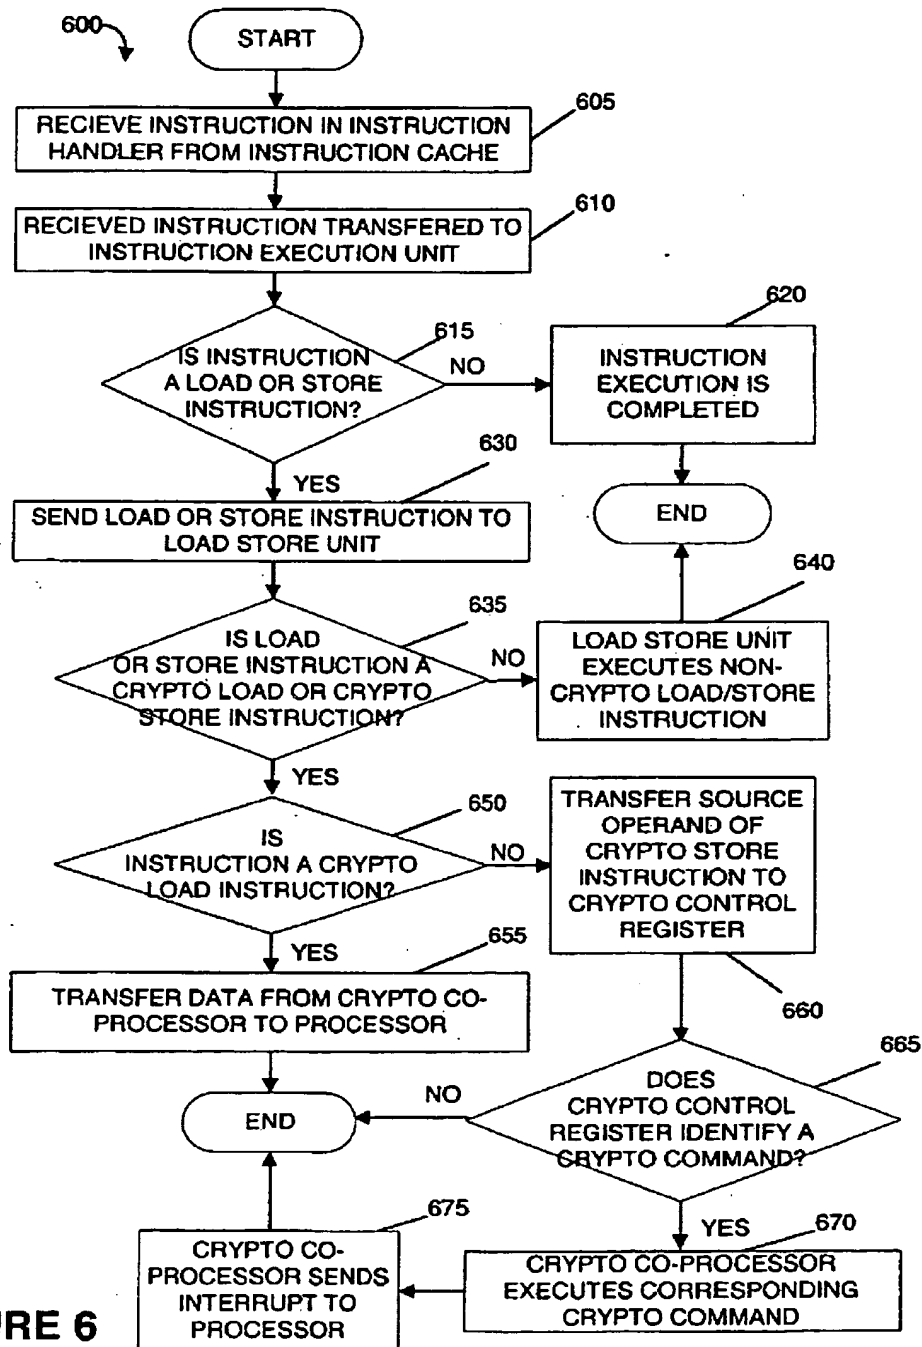 600
START
605
RECIEVE INSTRUCTION IN INSTRUCTION
HANDLER FROM INSTRUCTION CACHE
610
RECIEVED INSTRUCTION TRANSFERED TO
INSTRUCTION EXECUTION UNIT
615
IS INSTRUCTION
A LOAD OR STORE
INSTRUCTION?
NO
620
INSTRUCTION
EXECUTION IS
COMPLETED
YES
END
630
SEND LOAD OR STORE INSTRUCTION TO
LOAD STORE UNIT
635
IS LOAD
OR STORE INSTRUCTION A
CRYPTO LOAD OR CRYPTO
STORE INSTRUCTION?
NO
640
LOAD STORE UNIT
EXECUTES NON-
CRYPTO LOAD/STORE
INSTRUCTION
YES
650
IS
INSTRUCTION A CRYPTO
LOAD INSTRUCTION?
NO
TRANSFER SOURCE
OPERAND OF
CRYPTO STORE
INSTRUCTION TO
CRYPTO CONTROL
REGISTER
660
YES
655
TRANSFER DATA FROM CRYPTO CO-
PROCESSOR TO PROCESSOR
665
DOES
CRYPTO CONTROL
REGISTER IDENTIFY A
CRYPTO COMMAND?
NO
END
YES
670
CRYPTO CO-PROCESSOR
EXECUTES CORRESPONDING
CRYPTO COMMAND
675
CRYPTO CO-
PROCESSOR SENDS
INTERRUPT TO
PROCESSOR
URE 6